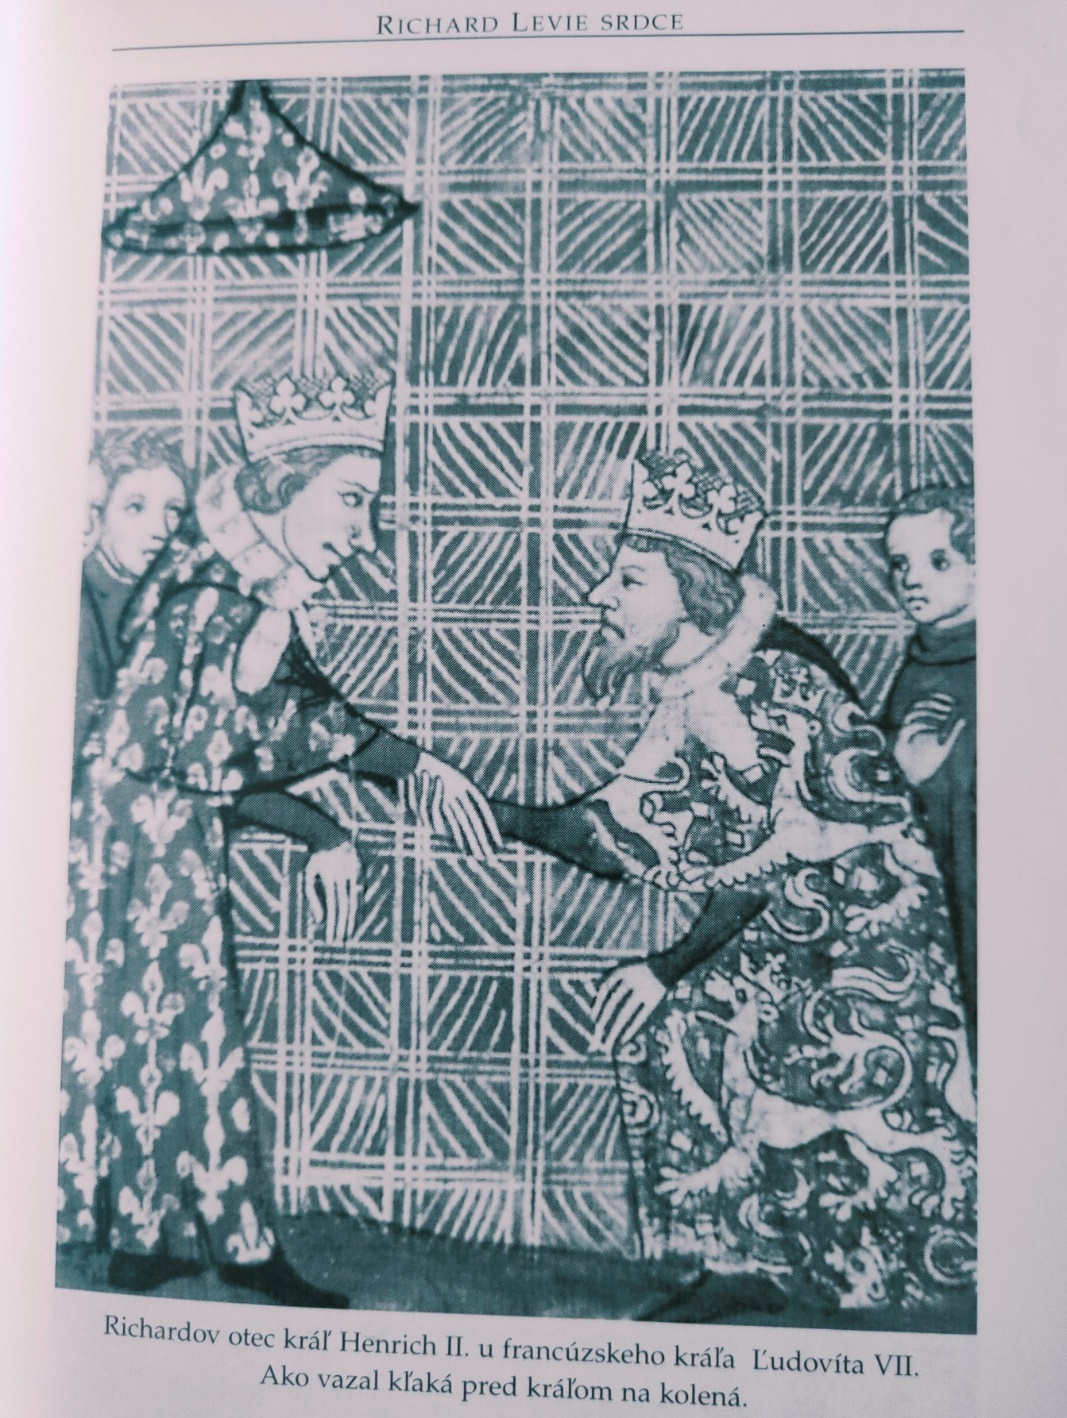 RICHARD LEVIE SRDCE
Richardov otec kráľ Henrich II. u francúzskeho kráľa Ľudovíta VII.
Ako vazal kľaká pred kráľom na kolená.